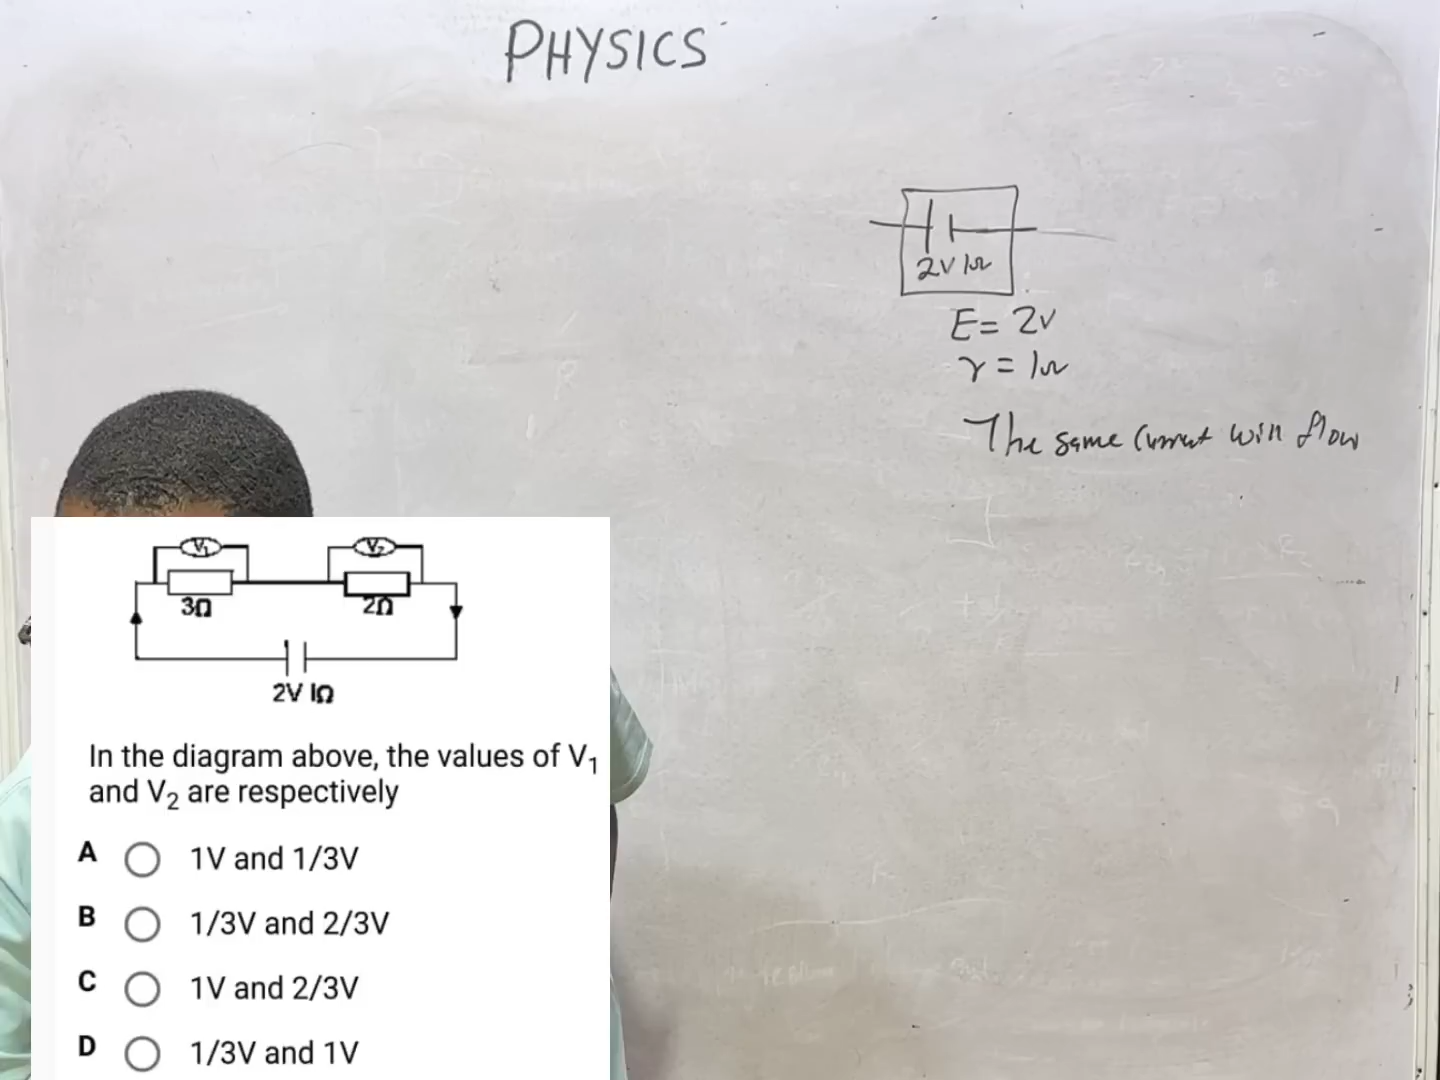 PHYSICS
2V 1Ω
E = 2V
r = 1Ω
The same current will flow
V1
V2
3Ω
2Ω
2V 1Ω
In the diagram above, the values of V₁
and V₂ are respectively
A 1V and 1/3V
B 1/3V and 2/3V
C 1V and 2/3V
D 1/3V and 1V